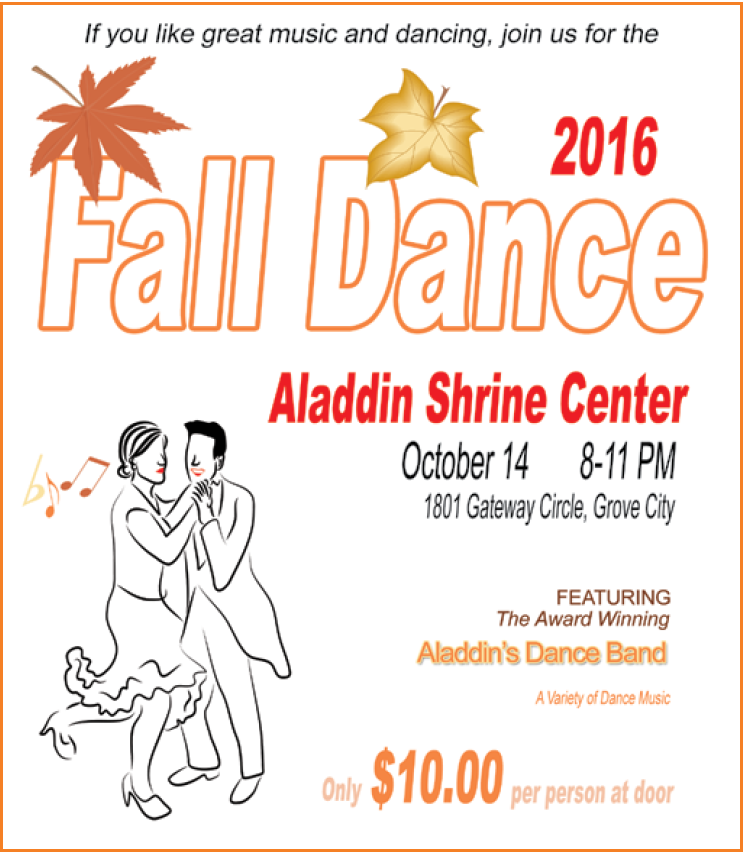 If you like great music and dancing, join us for the
2016
Fall Dance
Aladdin Shrine Center
October 14 8-11 PM
1801 Gateway Circle, Grove City
FEATURING
The Award Winning
Aladdin's Dance Band
A Variety of Dance Music
Only $10.00 per person at door